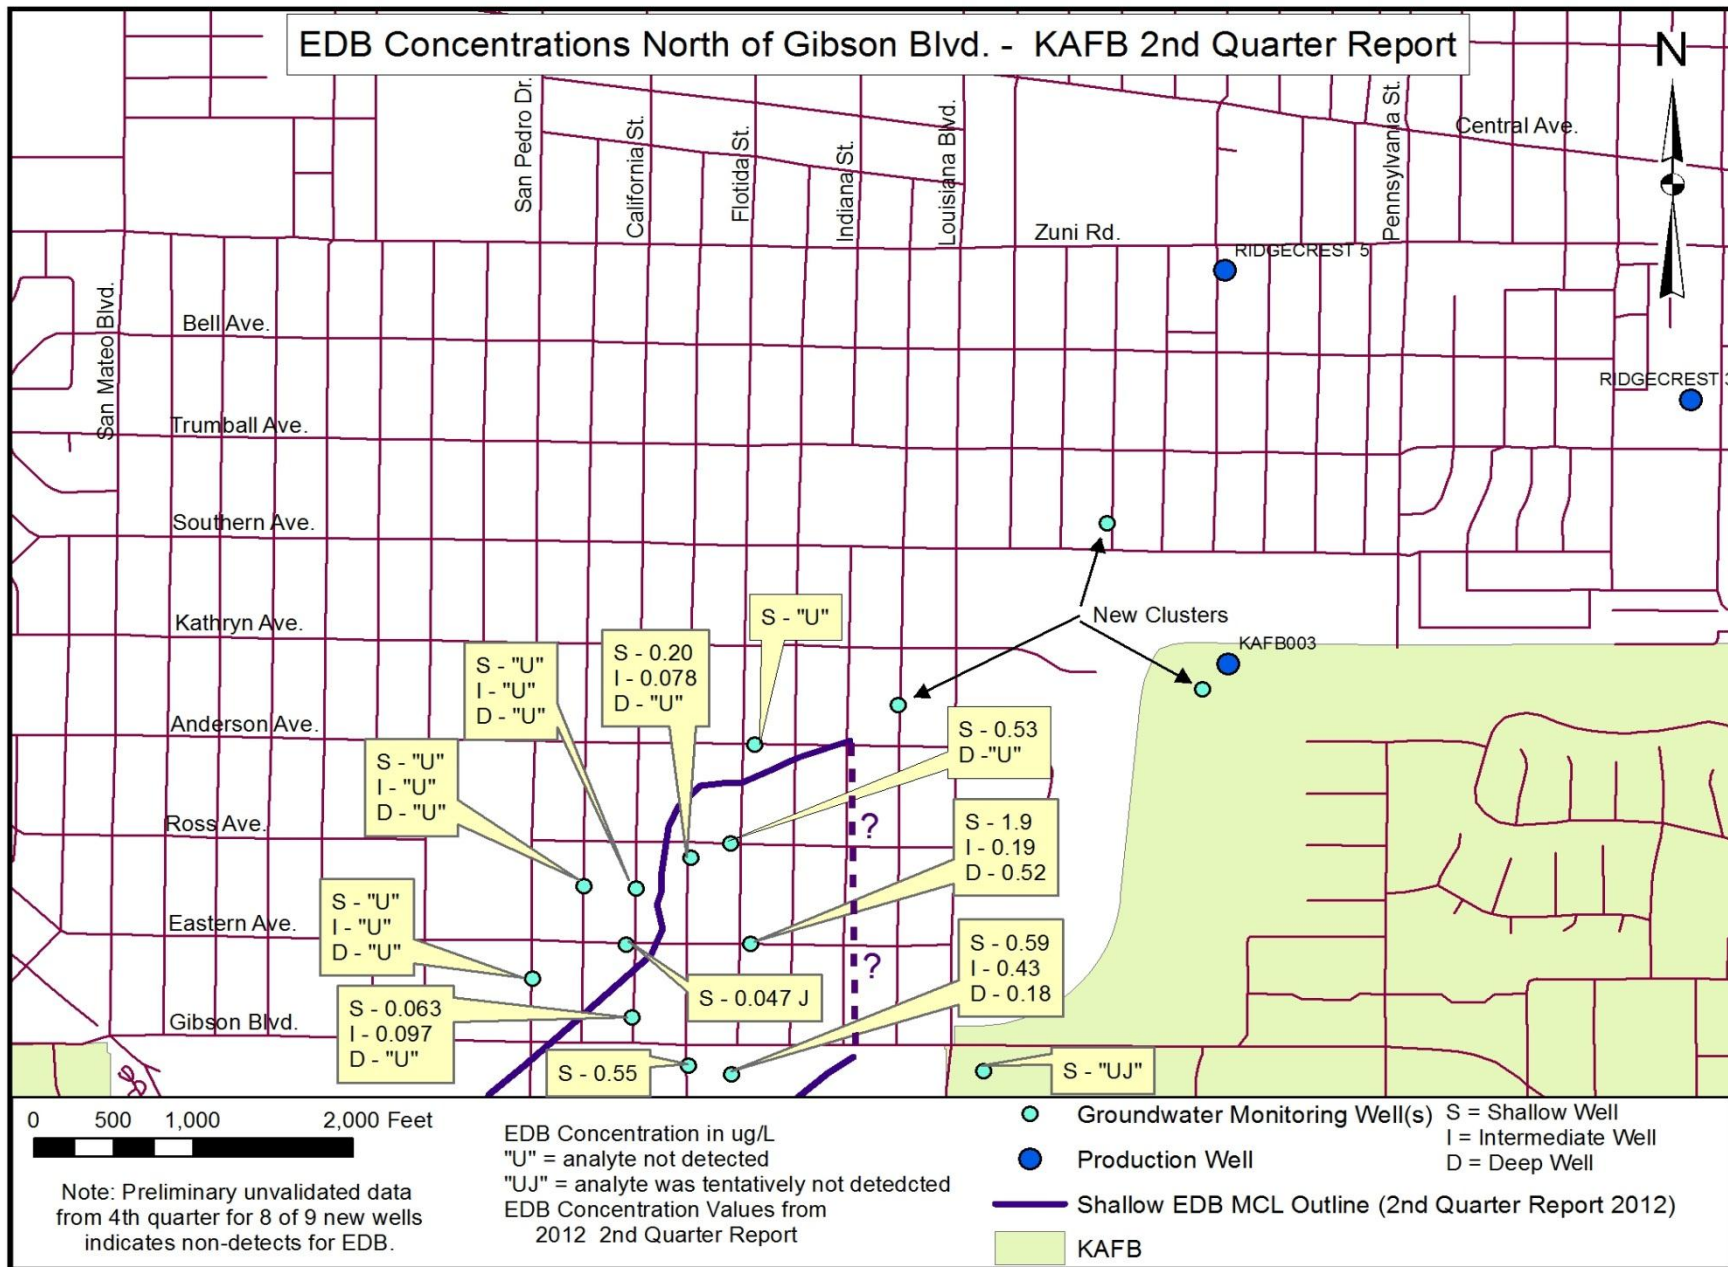 EDB Concentrations North of Gibson Blvd. - KAFB 2nd Quarter Report
N
San Pedro Dr.
California St.
Flotida St.
Indiana St.
Louisiana Blvd.
Pennsylvania St.
Central Ave.
Zuni Rd.
RIDGECREST 5
San Mateo Blvd.
Bell Ave.
RIDGECREST 3
Trumball Ave.
Southern Ave.
New Clusters
Kathryn Ave.
KAFB003
S - "U"
S - 0.20
I - 0.078
D - "U"
S - "U"
I - "U"
D - "U"
Anderson Ave.
S - 0.53
D -"U"
S - "U"
I - "U"
D - "U"
Ross Ave.
?
S - 1.9
I - 0.19
D - 0.52
S - "U"
I - "U"
D - "U"
Eastern Ave.
?
S - 0.59
I - 0.43
D - 0.18
S - 0.047 J
S - 0.063
I - 0.097
D - "U"
Gibson Blvd.
S - 0.55
S - "UJ"
0 500 1,000 2,000 Feet
Note: Preliminary unvalidated data
from 4th quarter for 8 of 9 new wells
indicates non-detects for EDB.
EDB Concentration in ug/L
"U" = analyte not detected
"UJ" = analyte was tentatively not detedcted
EDB Concentration Values from
2012 2nd Quarter Report
Groundwater Monitoring Well(s)
Production Well
Shallow EDB MCL Outline (2nd Quarter Report 2012)
KAFB
S = Shallow Well
I = Intermediate Well
D = Deep Well